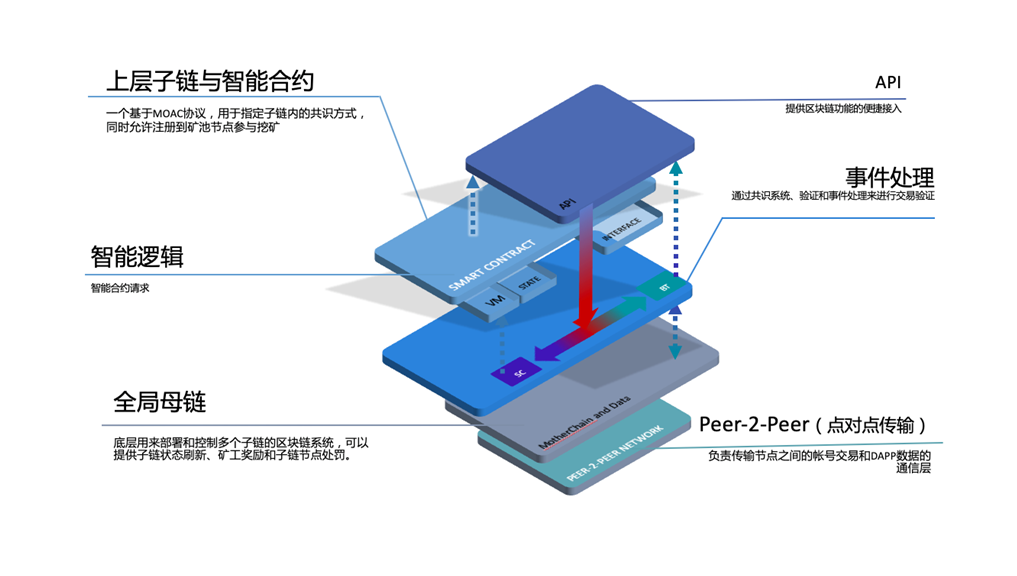 上层子链与智能合约
一个基于MOAC协议，用于指定子链内的共识方式，
同时允许注册到矿池节点参与挖矿
API
提供区块链功能的便捷接入
事件处理
通过共识系统、验证和事件处理来进行交易验证
智能逻辑
智能合约请求
API
INTERFACE
SMART CONTRACT
VM
STATE
BT
SC
全局母链
底层用来部署和控制多个子链的区块链系统，可以
提供子链状态刷新、矿工奖励和子链节点处罚。
MotherChain and Data
PEER-2-PEER NETWORK
Peer-2-Peer（点对点传输）
负责传输节点之间的帐号交易和DAPP数据的
通信层